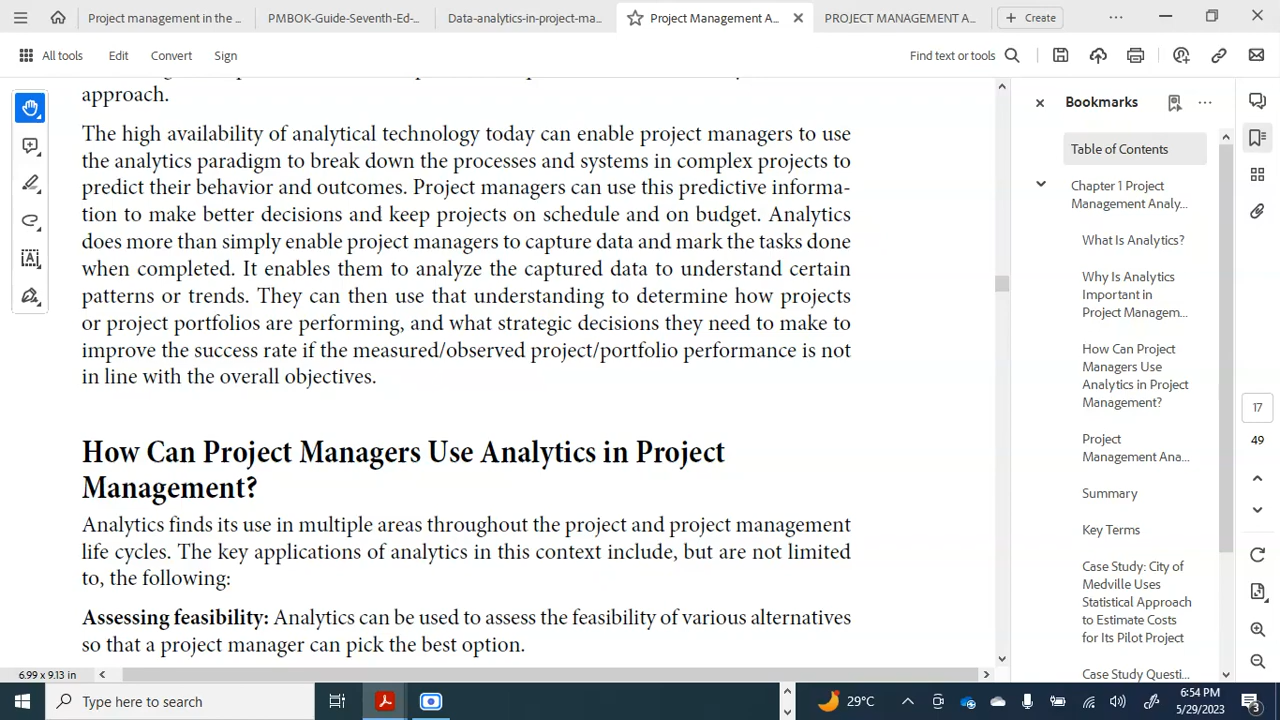 Project management in the ...
PMBOK-Guide-Seventh-Ed-...
Data-analytics-in-project-ma...
Project Management A...
PROJECT MANAGEMENT A...
Create
All tools
Edit
Convert
Sign
Find text or tools
approach.
The high availability of analytical technology today can enable project managers to use
the analytics paradigm to break down the processes and systems in complex projects to
predict their behavior and outcomes. Project managers can use this predictive informa-
tion to make better decisions and keep projects on schedule and on budget. Analytics
does more than simply enable project managers to capture data and mark the tasks done
when completed. It enables them to analyze the captured data to understand certain
patterns or trends. They can then use that understanding to determine how projects
or project portfolios are performing, and what strategic decisions they need to make to
improve the success rate if the measured/observed project/portfolio performance is not
in line with the overall objectives.
How Can Project Managers Use Analytics in Project
Management?
Analytics finds its use in multiple areas throughout the project and project management
life cycles. The key applications of analytics in this context include, but are not limited
to, the following:
Assessing feasibility: Analytics can be used to assess the feasibility of various alternatives
so that a project manager can pick the best option.
6.99 x 9.13 in
Bookmarks
Table of Contents
Chapter 1 Project
Management Analy...
What Is Analytics?
Why Is Analytics
Important in
Project Managem...
How Can Project
Managers Use
Analytics in Project
Management?
Project
Management Ana...
Summary
Key Terms
Case Study: City of
Medville Uses
Statistical Approach
to Estimate Costs
for Its Pilot Project
Case Study Questi...
17
49
Type here to search
29°C
6:54 PM
5/29/2023
3